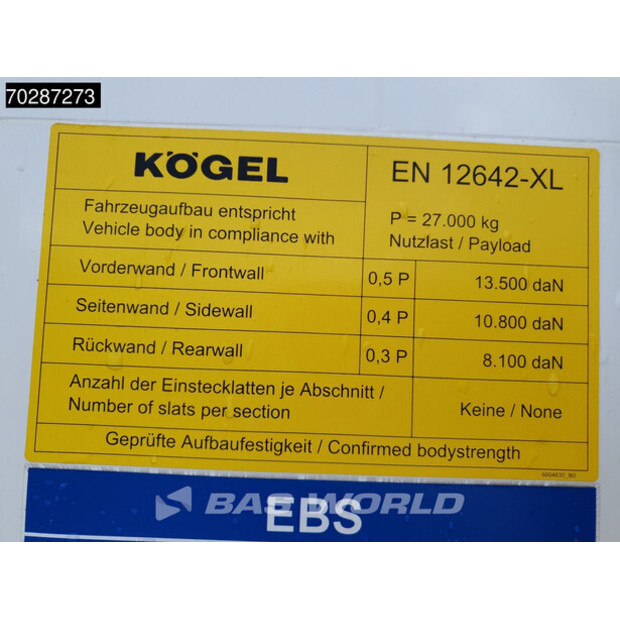 70287273
KÖGEL
EN 12642-XL
Fahrzeugaufbau entspricht
Vehicle body in compliance with
P = 27.000 kg
Nutzlast / Payload
Vorderwand / Frontwall 0,5 P 13.500 daN
Seitenwand / Sidewall 0,4 P 10.800 daN
Rückwand / Rearwall 0,3 P 8.100 daN
Anzahl der Einstecklatten je Abschnitt /
Number of slats per section
Keine / None
Geprüfte Aufbaufestigkeit / Confirmed bodystrength
BAS WORLD
EBS